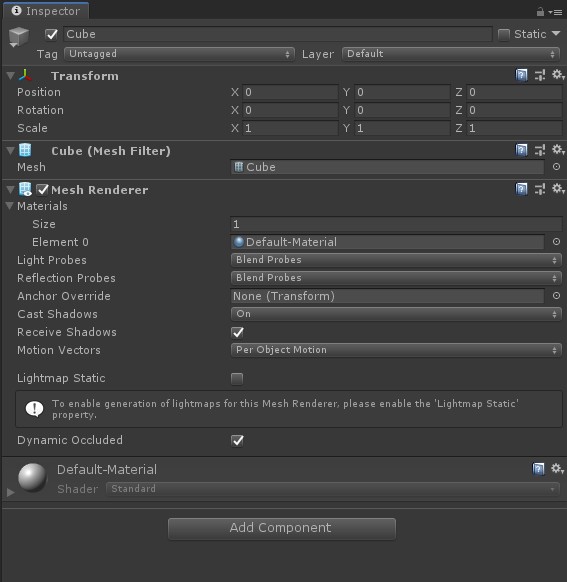 Inspector
Cube Static
Tag Untagged Layer Default
Transform
Position X 0 Y 0 Z 0
Rotation X 0 Y 0 Z 0
Scale X 1 Y 1 Z 1
Cube (Mesh Filter)
Mesh Cube
Mesh Renderer
Materials
Size 1
Element 0 Default-Material
Light Probes Blend Probes
Reflection Probes Blend Probes
Anchor Override None (Transform)
Cast Shadows On
Receive Shadows
Motion Vectors Per Object Motion
Lightmap Static
To enable generation of lightmaps for this Mesh Renderer, please enable the 'Lightmap Static'
property.
Dynamic Occluded
Default-Material
Shader Standard
Add Component